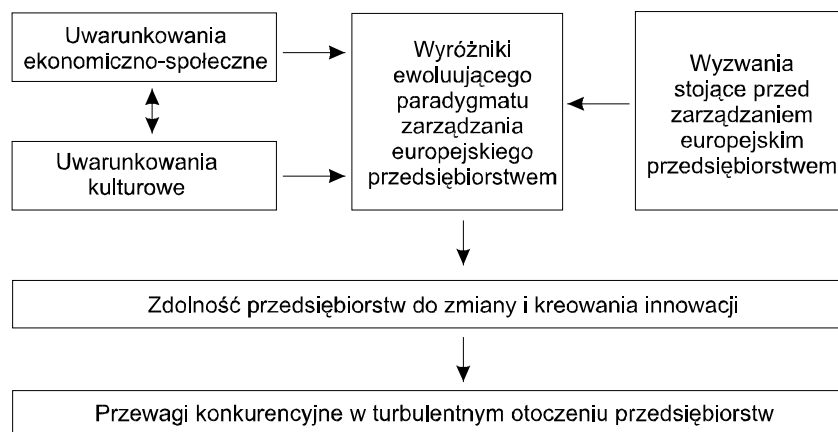 Uwarunkowania
ekonomiczno-społeczne
Uwarunkowania
kulturowe
Wyróżniki
ewoluującego
paradygmatu
zarządzania
europejskiego
przedsiębiorstwem
Wyzwania
stojące przed
zarządzaniem
europejskim
przedsiębiorstwem
Zdolność przedsiębiorstw do zmiany i kreowania innowacji
Przewagi konkurencyjne w turbulentnym otoczeniu przedsiębiorstw